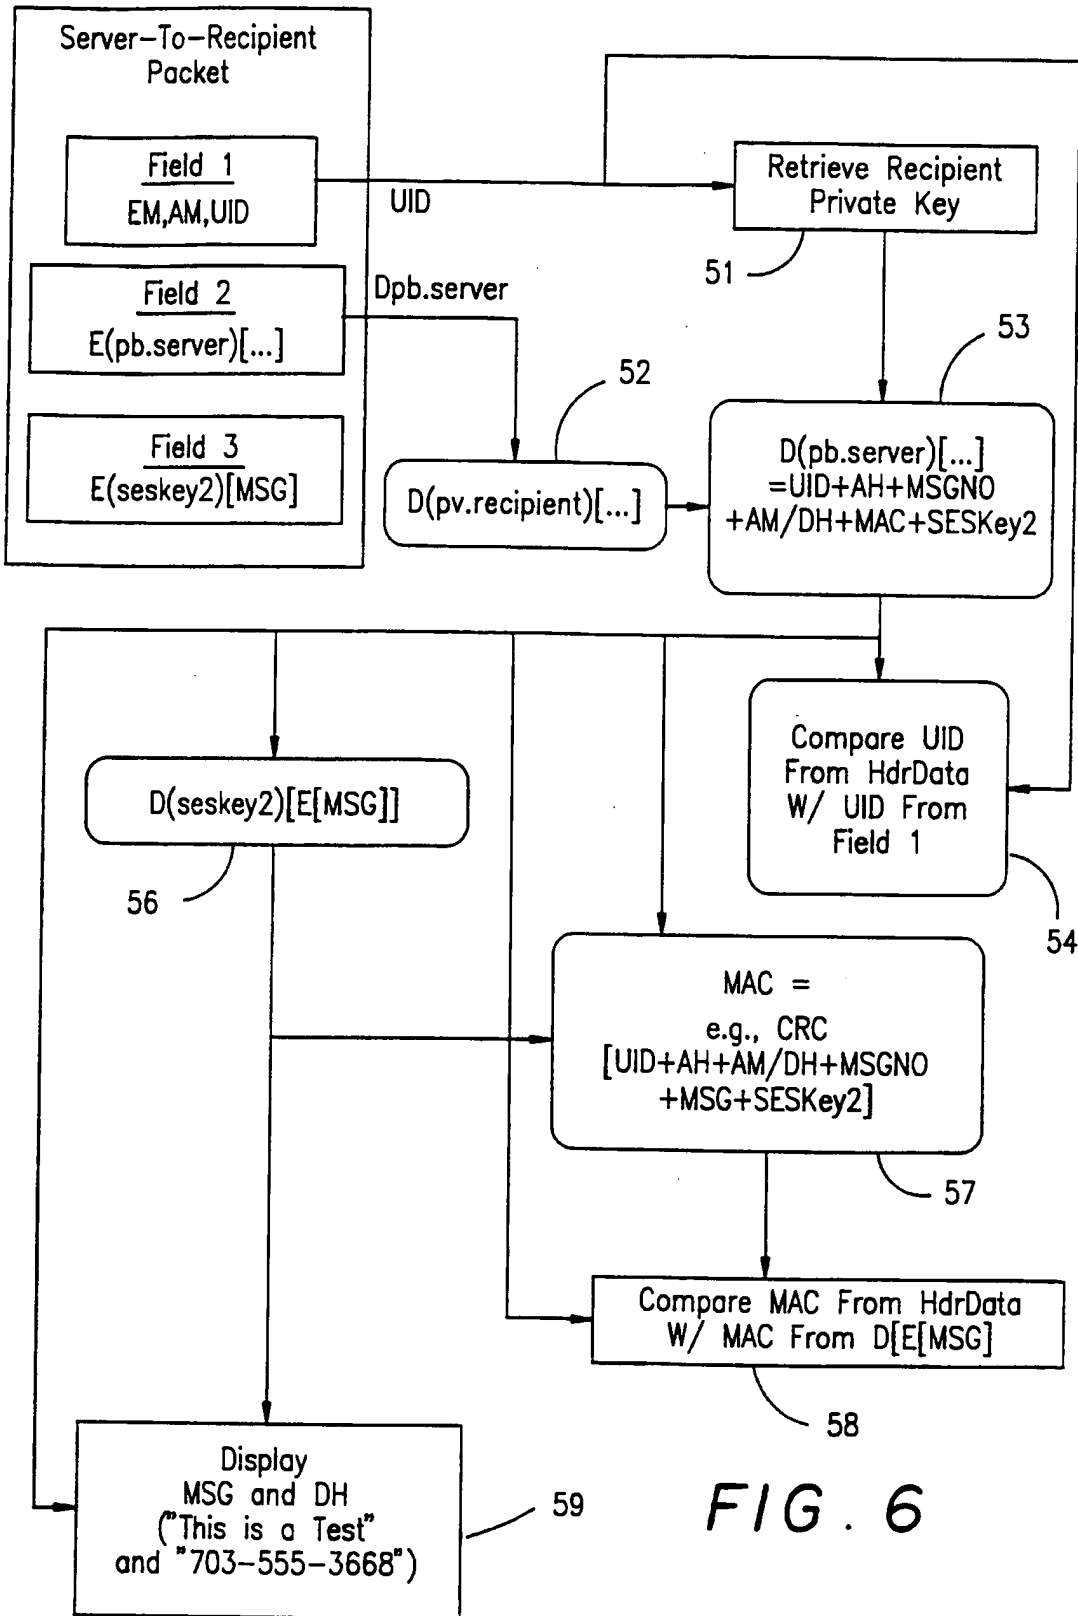 Server-To-Recipient
Packet
Field 1
EM,AM,UID
UID
Retrieve Recipient
Private Key
51
Field 2
E(pb.server)[...]
Dpb.server
53
52
Field 3
E(seskey2)[MSG]
D(pv.recipient)[...]
D(pb.server)[...]
=UID+AH+MSGNO
+AM/DH+MAC+SESKey2
Compare UID
From HdrData
W/ UID From
Field 1
54
D(seskey2)[E[MSG]]
56
MAC =
e.g., CRC
[UID+AH+AM/DH+MSGNO
+MSG+SESKey2]
57
Compare MAC From HdrData
W/ MAC From D[E[MSG]
58
Display
MSG and DH
("This is a Test"
and "703-555-3668")
59
FIG. 6